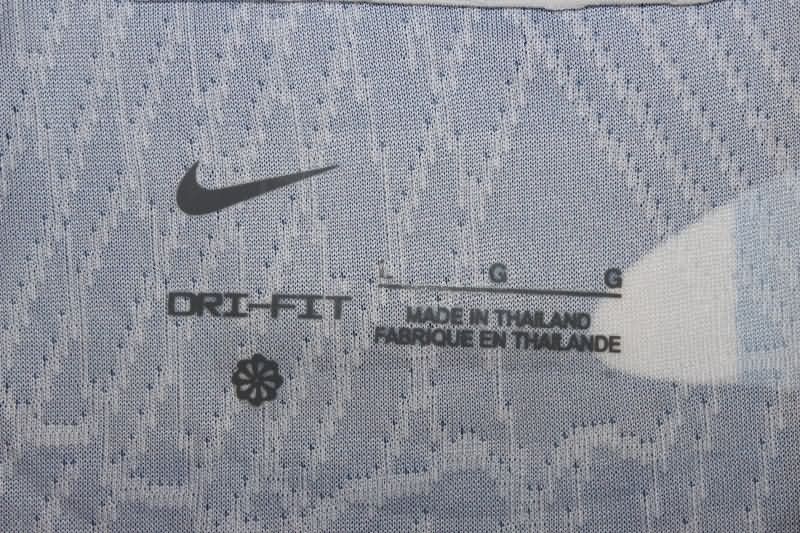 DRI-FIT
L G G
MADE IN THAILAND
FABRIQUE EN THAILANDE